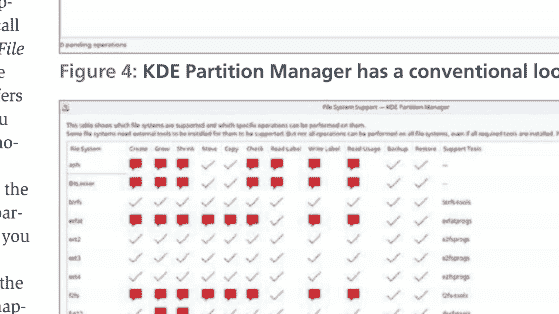 p-
call
File
e
fers
u
no-
the
par-
you
the
nap-
0 pending operations
Figure 4: KDE Partition Manager has a conventional loo
File System Support — KDE Partition Manager
This table shows which file systems are supported and which specific operations can be performed on them.
Some file systems need external tools to be installed for them to be supported. But not all operations can be performed on all file systems, even if all required tools are installed.
File System Create Grow Shrink Move Copy Check Read Label Write Label Read Usage Backup Restore Support Tools
apfs
BitLocker
btrfs btrfs-tools
exfat exfatprogs
ext2 e2fsprogs
ext3 e2fsprogs
ext4 e2fsprogs
f2fs f2fs-tools